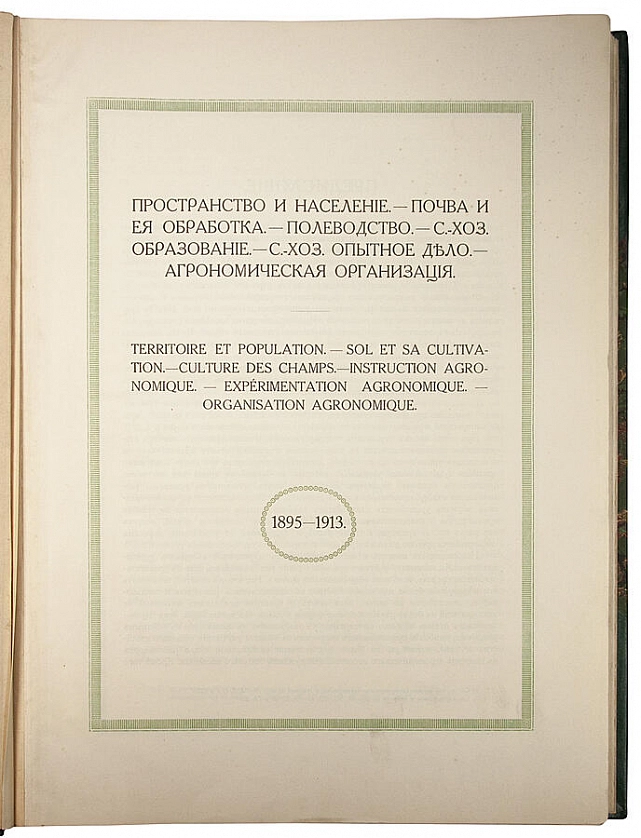 ПРОСТРАНСТВО И НАСЕЛЕНІЕ.—ПОЧВА И
ЕЯ ОБРАБОТКА.—ПОЛЕВОДСТВО.—С.-ХОЗ.
ОБРАЗОВАНІЕ.—С.-ХОЗ. ОПЫТНОЕ ДѢЛО.—
АГРОНОМИЧЕСКАЯ ОРГАНИЗАЦІЯ.
TERRITOIRE ET POPULATION.—SOL ET SA CULTIVA-
TION.—CULTURE DES CHAMPS.—INSTRUCTION AGRO-
NOMIQUE. — EXPÉRIMENTATION AGRONOMIQUE. —
ORGANISATION AGRONOMIQUE.
1895—1913.